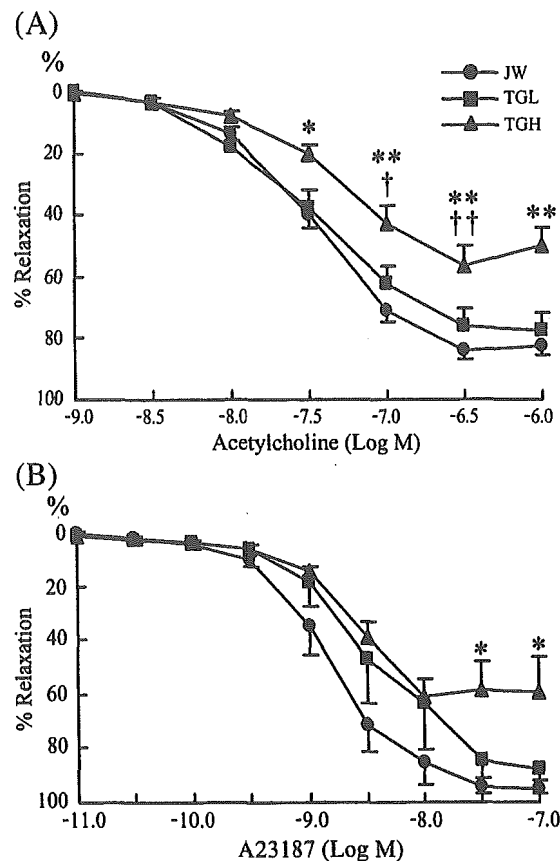 (A)
%
JW
TGL
TGH
0
20
40
60
80
100
% Relaxation
*
**
†
**
††
**
-9.0 -8.5 -8.0 -7.5 -7.0 -6.5 -6.0
Acetylcholine (Log M)
(B)
%
0
20
40
60
80
100
% Relaxation
* *
-11.0 -10.0 -9.0 -8.0 -7.0
A23187 (Log M)